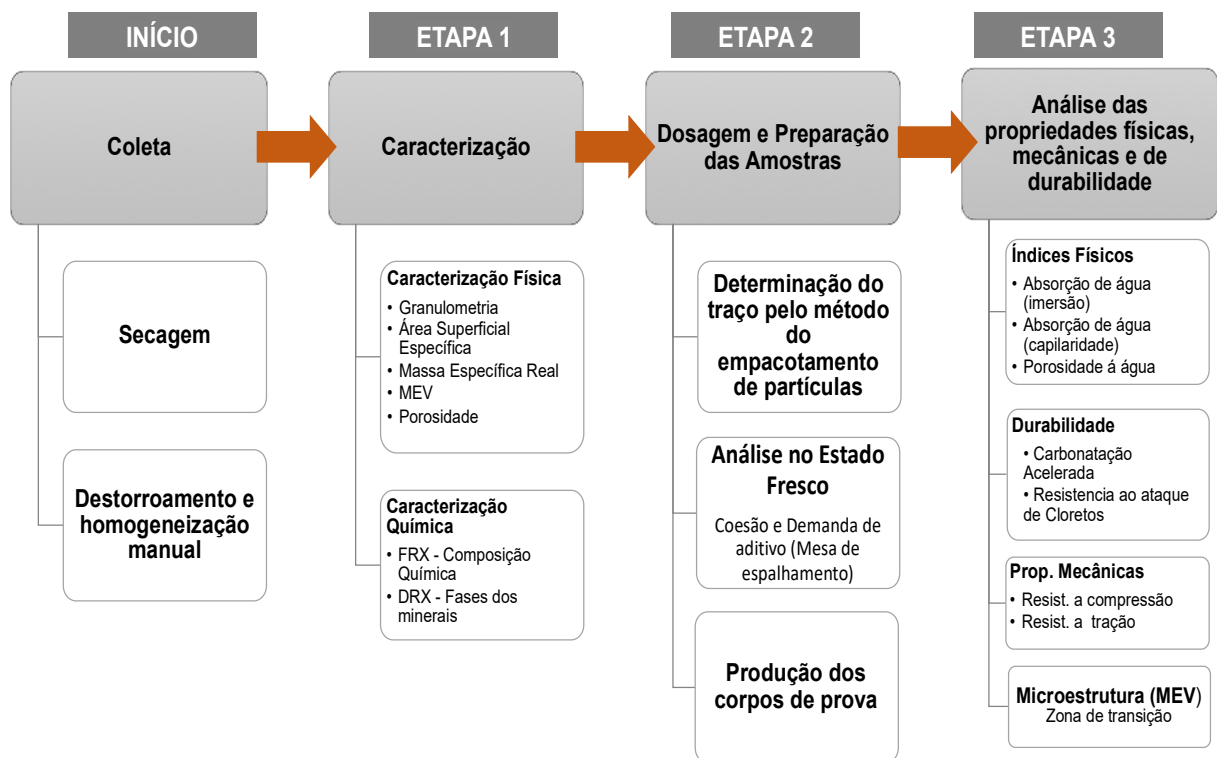 INÍCIO
Coleta
Secagem
Destorroamento e
homogeneização
manual
ETAPA 1
Caracterização
Caracterização Física
• Granulometria
• Área Superficial
Específica
• Massa Específica Real
• MEV
• Porosidade
Caracterização
Química
• FRX - Composição
Química
• DRX - Fases dos
minerais
ETAPA 2
Dosagem e Preparação
das Amostras
Determinação do
traço pelo método
do
empacotamento
de partículas
Análise no Estado
Fresco
Coesão e Demanda de
aditivo (Mesa de
espalhamento)
Produção dos
corpos de prova
ETAPA 3
Análise das
propriedades físicas,
mecânicas e de
durabilidade
Índices Físicos
• Absorção de água
(imersão)
• Absorção de água
(capilaridade)
• Porosidade á água
Durabilidade
• Carbonatação
Acelerada
• Resistencia ao ataque
de Cloretos
Prop. Mecânicas
• Resist. a compressão
• Resist. a tração
Microestrutura (MEV)
Zona de transição